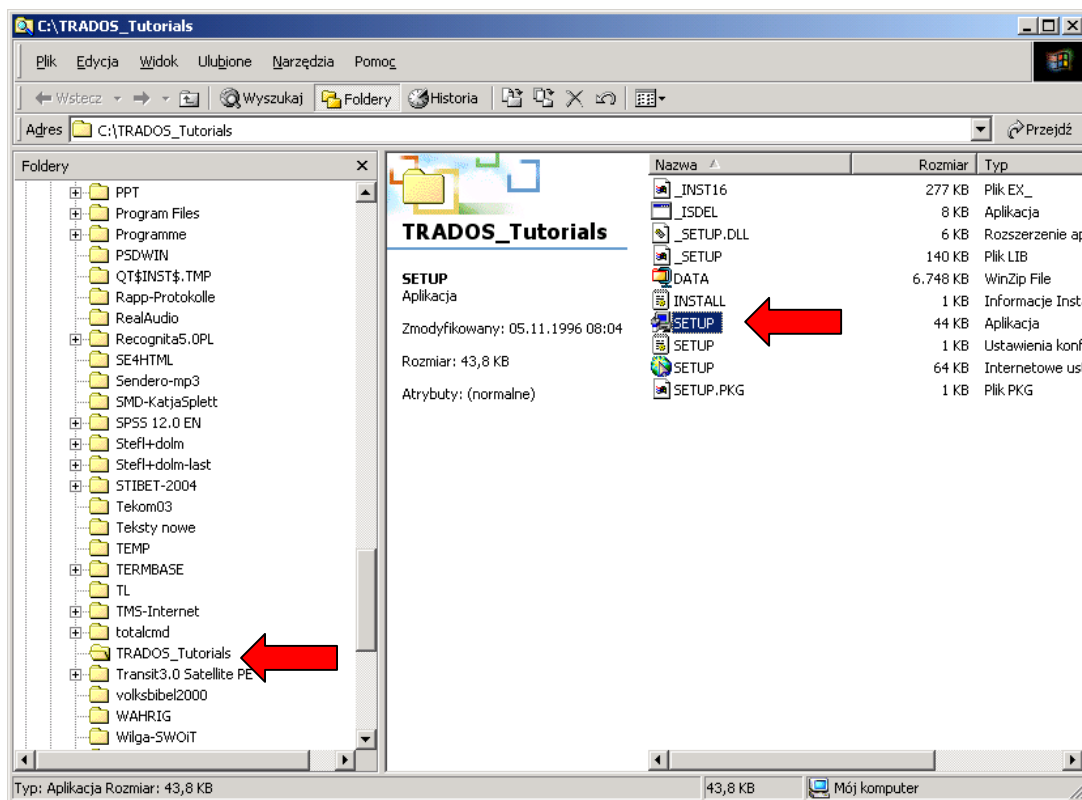 C:\TRADOS_Tutorials
Plik Edycja Widok Ulubione Narzędzia Pomoc
Wstecz Wyszukaj Foldery Historia
Adres C:\TRADOS_Tutorials Przejdź
Foldery
PPT
Program Files
Programme
PSDWIN
QT$INST$.TMP
Rapp-Protokolle
RealAudio
Recognita5.0PL
SE4HTML
Sendero-mp3
SMD-KatjaSplett
SPSS 12.0 EN
Stefl+dolm
Stefl+dolm-last
STIBET-2004
Tekom03
Teksty nowe
TEMP
TERMBASE
TL
TMS-Internet
totalcmd
TRADOS_Tutorials
Transit3.0 Satellite PE
volksbibel2000
WAHRIG
Wilga-SWOiT
TRADOS_Tutorials
SETUP
Aplikacja
Zmodyfikowany: 05.11.1996 08:04
Rozmiar: 43,8 KB
Atrybuty: (normalne)
Nazwa Rozmiar Typ
_INST16 277 KB Plik EX_
_ISDEL 8 KB Aplikacja
_SETUP.DLL 6 KB Rozszerzenie ap
_SETUP 140 KB Plik LIB
DATA 6.748 KB WinZip File
INSTALL 1 KB Informacje Inst
SETUP 44 KB Aplikacja
SETUP 1 KB Ustawienia konf
SETUP 64 KB Internetowe us
SETUP.PKG 1 KB Plik PKG
Typ: Aplikacja Rozmiar: 43,8 KB 43,8 KB Mój komputer